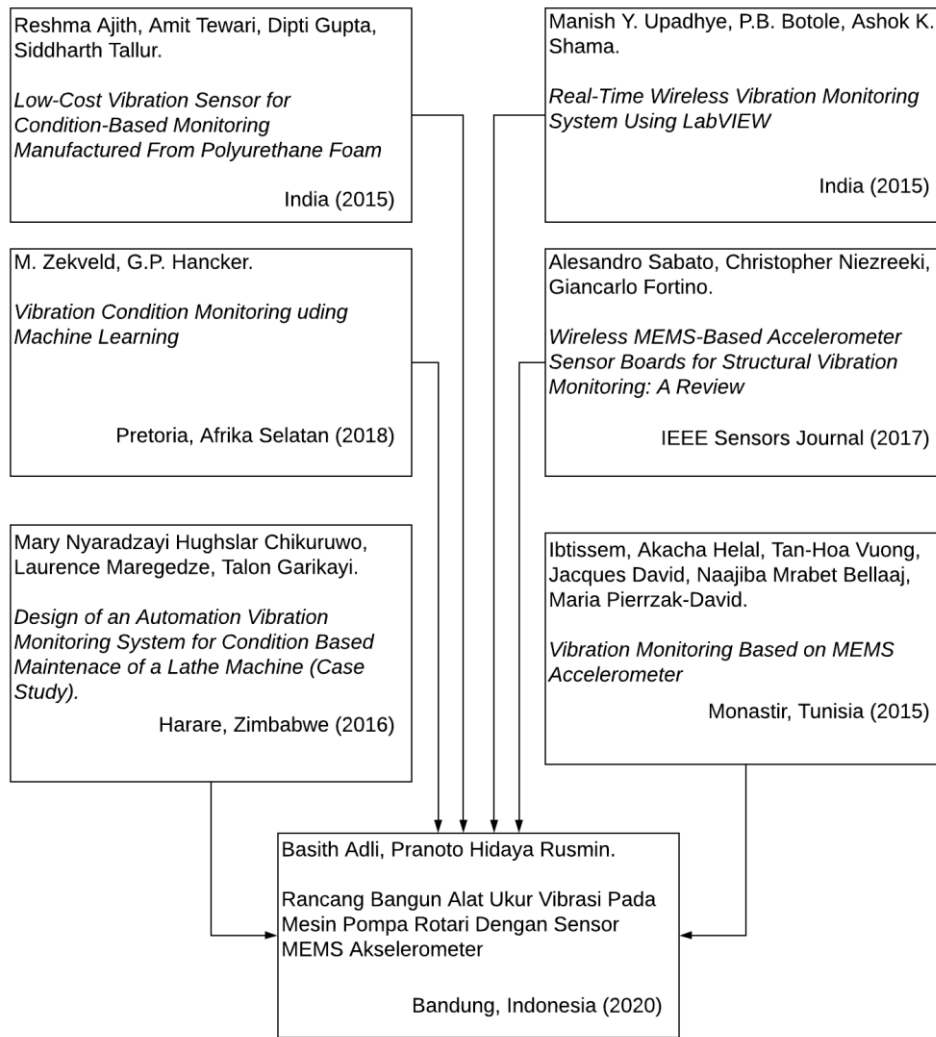 Reshma Ajith, Amit Tewari, Dipti Gupta,
Siddharth Tallur.
Low-Cost Vibration Sensor for
Condition-Based Monitoring
Manufactured From Polyurethane Foam
India (2015)
Manish Y. Upadhye, P.B. Botole, Ashok K.
Shama.
Real-Time Wireless Vibration Monitoring
System Using LabVIEW
India (2015)
M. Zekveld, G.P. Hancker.
Vibration Condition Monitoring uding
Machine Learning
Pretoria, Afrika Selatan (2018)
Alesandro Sabato, Christopher Niezreeki,
Giancarlo Fortino.
Wireless MEMS-Based Accelerometer
Sensor Boards for Structural Vibration
Monitoring: A Review
IEEE Sensors Journal (2017)
Mary Nyaradzayi Hughslar Chikuruwo,
Laurence Maregedze, Talon Garikayi.
Design of an Automation Vibration
Monitoring System for Condition Based
Maintenace of a Lathe Machine (Case
Study).
Harare, Zimbabwe (2016)
Ibtissem, Akacha Helal, Tan-Hoa Vuong,
Jacques David, Naajiba Mrabet Bellaaj,
Maria Pierrzak-David.
Vibration Monitoring Based on MEMS
Accelerometer
Monastir, Tunisia (2015)
Basith Adli, Pranoto Hidaya Rusmin.
Rancang Bangun Alat Ukur Vibrasi Pada
Mesin Pompa Rotari Dengan Sensor
MEMS Akselerometer
Bandung, Indonesia (2020)